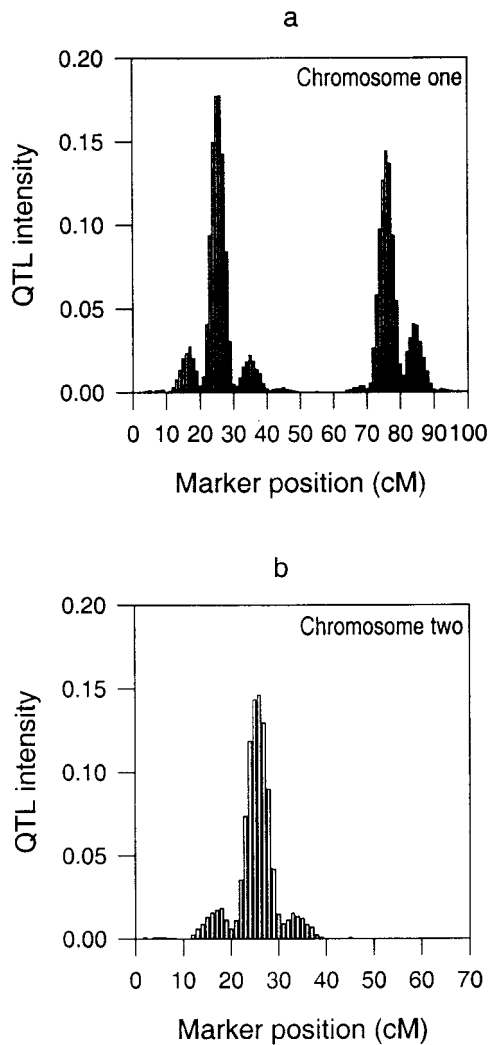 a
0.20
Chromosome one
0.15
0.10
0.05
0.00
QTL intensity
0 10 20 30 40 50 60 70 80 90 100
Marker position (cM)
b
0.20
Chromosome two
0.15
0.10
0.05
0.00
QTL intensity
0 10 20 30 40 50 60 70
Marker position (cM)